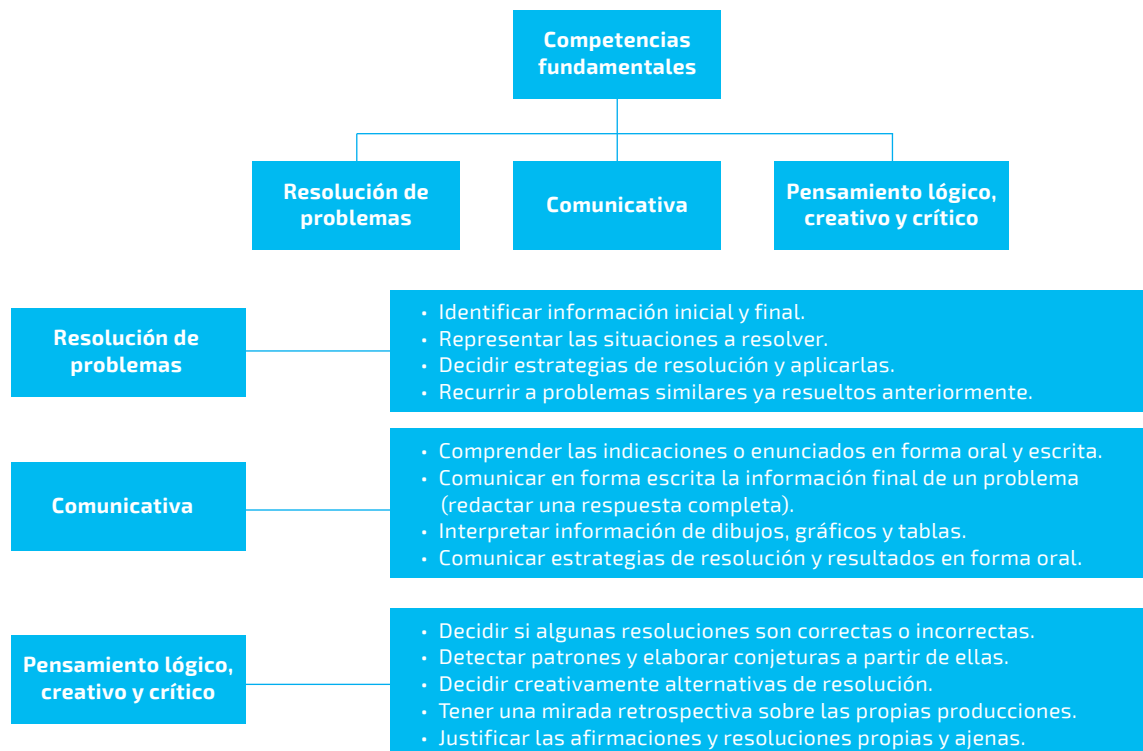 Competencias
fundamentales
Resolución de
problemas
Comunicativa
Pensamiento lógico,
creativo y crítico
Resolución de
problemas
• Identificar información inicial y final.
• Representar las situaciones a resolver.
• Decidir estrategias de resolución y aplicarlas.
• Recurrir a problemas similares ya resueltos anteriormente.
Comunicativa
• Comprender las indicaciones o enunciados en forma oral y escrita.
• Comunicar en forma escrita la información final de un problema
(redactar una respuesta completa).
• Interpretar información de dibujos, gráficos y tablas.
• Comunicar estrategias de resolución y resultados en forma oral.
Pensamiento lógico,
creativo y crítico
• Decidir si algunas resoluciones son correctas o incorrectas.
• Detectar patrones y elaborar conjeturas a partir de ellas.
• Decidir creativamente alternativas de resolución.
• Tener una mirada retrospectiva sobre las propias producciones.
• Justificar las afirmaciones y resoluciones propias y ajenas.